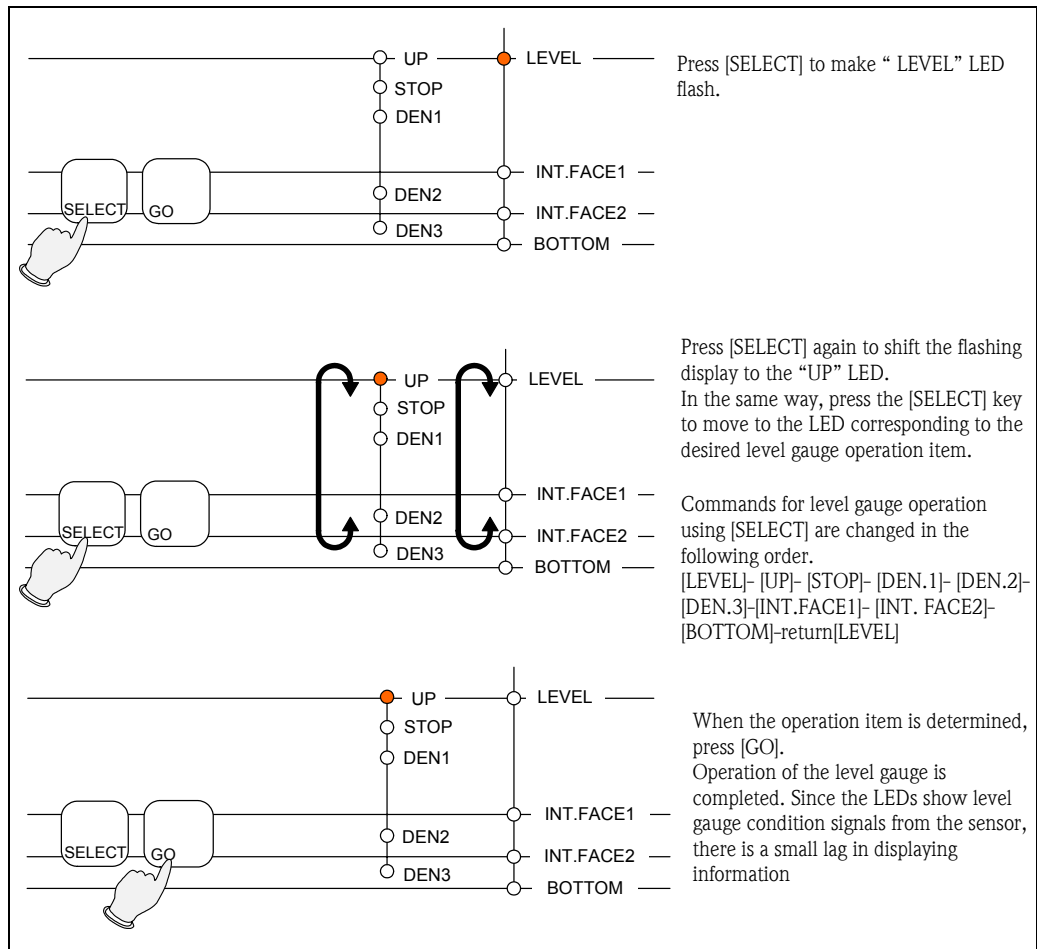 UP
LEVEL
STOP
DEN1
INT.FACE1
DEN2
INT.FACE2
DEN3
BOTTOM
SELECT
GO
Press [SELECT] to make “ LEVEL” LED
flash.
UP
LEVEL
STOP
DEN1
INT.FACE1
DEN2
INT.FACE2
DEN3
BOTTOM
SELECT
GO
Press [SELECT] again to shift the flashing
display to the “UP” LED.
In the same way, press the [SELECT] key
to move to the LED corresponding to the
desired level gauge operation item.
Commands for level gauge operation
using [SELECT] are changed in the
following order.
[LEVEL]- [UP]- [STOP]- [DEN.1]- [DEN.2]-
[DEN.3]-[INT.FACE1]- [INT. FACE2]-
[BOTTOM]-return[LEVEL]
UP
LEVEL
STOP
DEN1
INT.FACE1
DEN2
INT.FACE2
DEN3
BOTTOM
SELECT
GO
When the operation item is determined,
press [GO].
Operation of the level gauge is
completed. Since the LEDs show level
gauge condition signals from the sensor,
there is a small lag in displaying
information